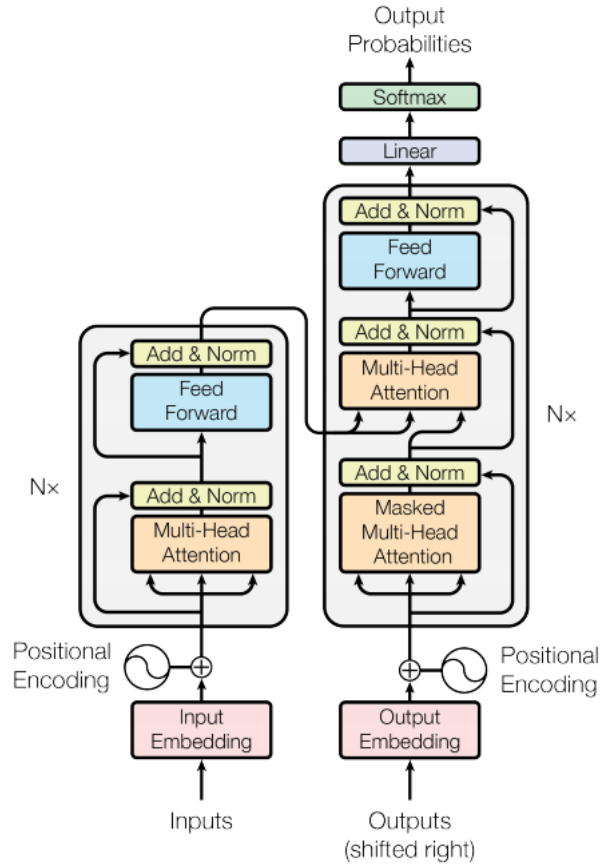 Output
Probabilities
Softmax
Linear
Add & Norm
Feed
Forward
Add & Norm
Multi-Head
Attention
Add & Norm
Masked
Multi-Head
Attention
N×
Add & Norm
Feed
Forward
Add & Norm
Multi-Head
Attention
N×
Positional
Encoding
Positional
Encoding
Input
Embedding
Output
Embedding
Inputs
Outputs
(shifted right)